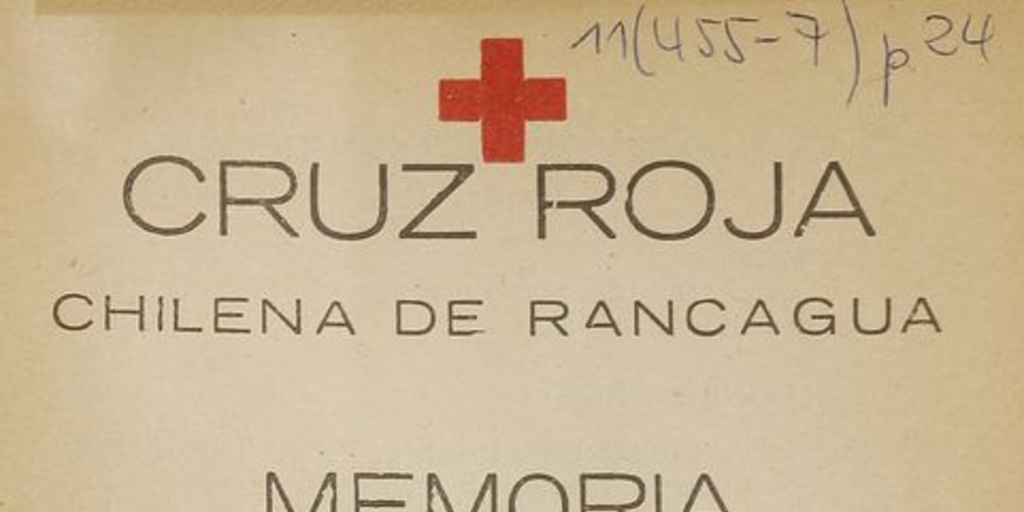 11(455-7) p 24
CRUZ ROJA
CHILENA DE RANCAGUA
MEMORIA